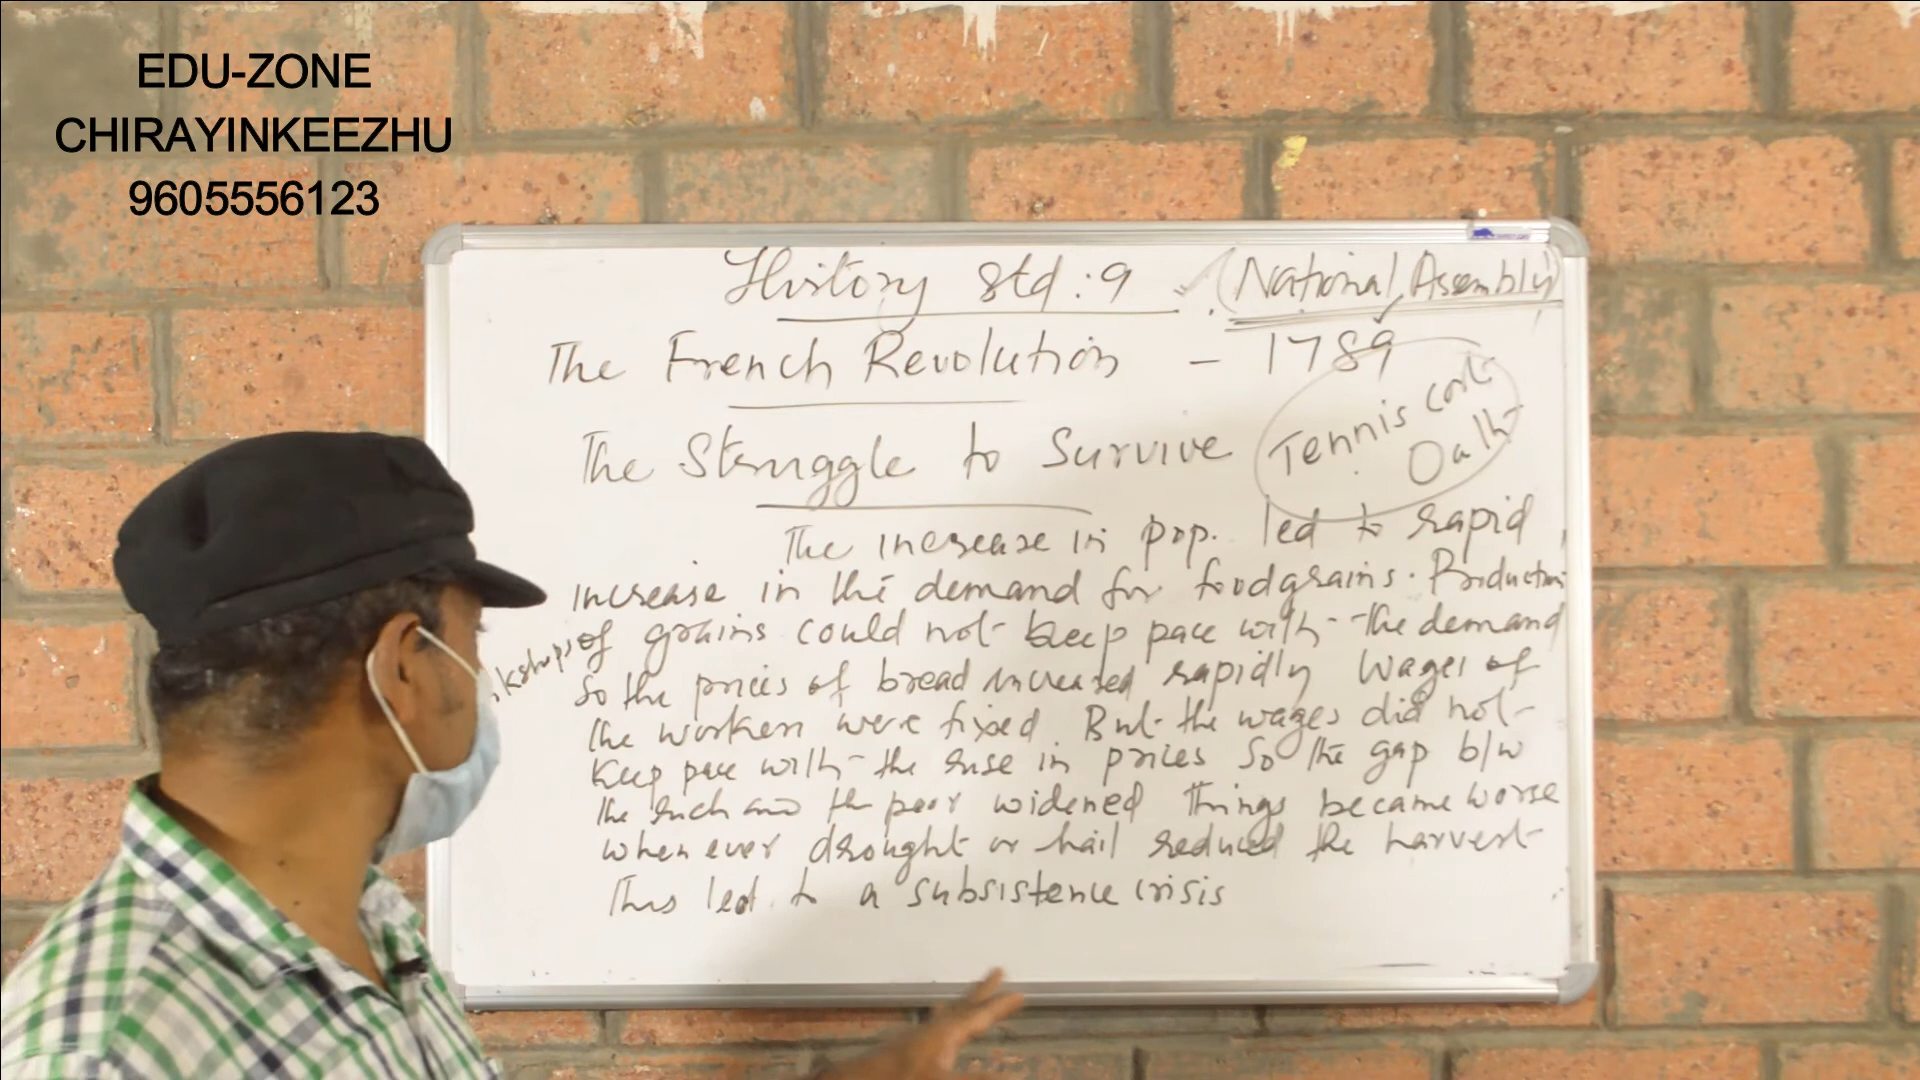 EDU-ZONE
CHIRAYINKEEZHU
9605556123
History Std : 9 (National Assembly)
The French Revolution - 1789
The Struggle to Survive
Tennis Cort
Oath
The increase in pop. led to rapid
increase in the demand for foodgrains. Production
of grains could not keep pace with the demand
kshops
So the prices of bread increased rapidly Wages of
the workers were fixed. But the wages did not
Keep pace with the rise in prices So the gap b/w
the rich and the poor widened Things became worse
when ever drought or hail reduced the harvest
This led to a subsistence crisis